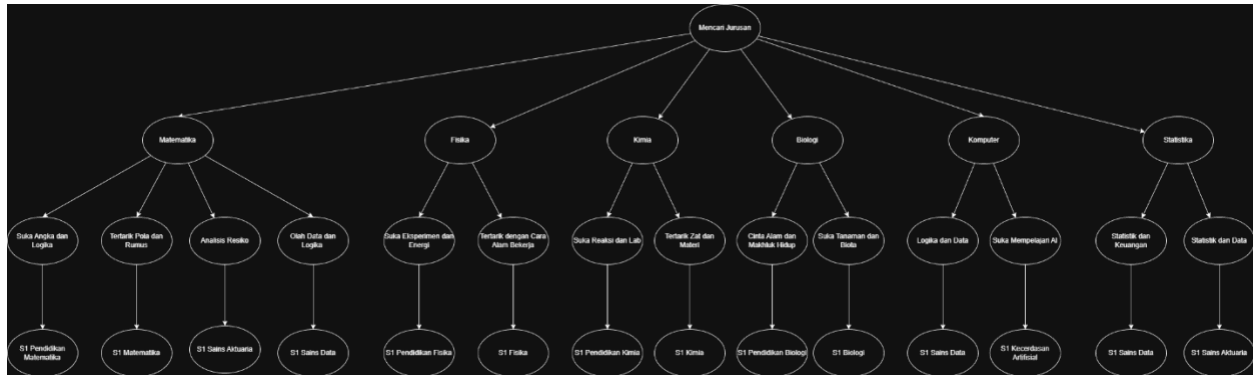 Mencari Jurusan
Matematika
Fisika
Kimia
Biologi
Komputer
Statistika
Suka Angka dan
Logika
Tertarik Pola dan
Rumus
Analisis Resiko
Olah Data dan
Logika
Suka Eksperimen dan
Energi
Tertarik dengan Cara
Alam Bekerja
Suka Reaksi dan Lab
Tertarik Zat dan
Materi
Cinta Alam dan
Makhluk Hidup
Suka Tanaman dan
Biota
Logika dan Data
Suka Mempelajari AI
Statistik dan
Keuangan
Statistik dan Data
S1 Pendidikan
Matematika
S1 Matematika
S1 Sains Aktuaria
S1 Sains Data
S1 Pendidikan Fisika
S1 Fisika
S1 Pendidikan Kimia
S1 Kimia
S1 Pendidikan Biologi
S1 Biologi
S1 Sains Data
S1 Kecerdasan
Artifisial
S1 Sains Data
S1 Sains Aktuaria